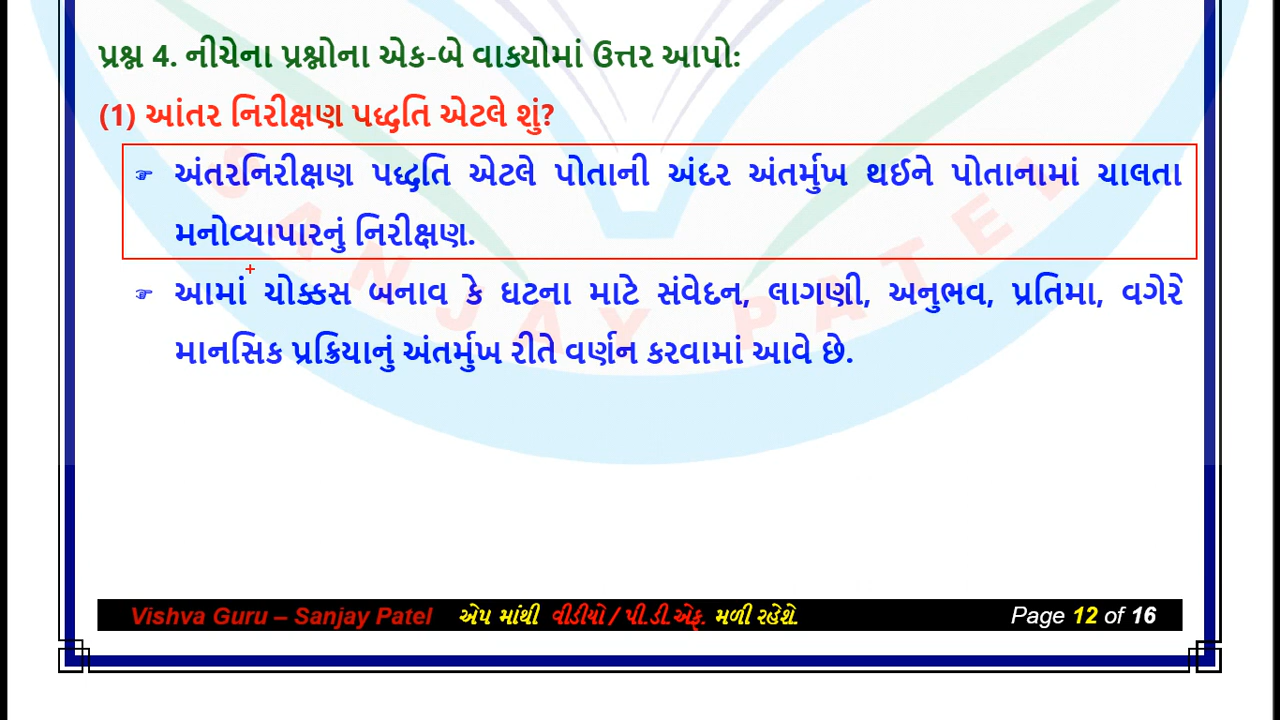 પ્રશ્ન 4. નીચેના પ્રશ્નોના એક-બે વાક્યોમાં ઉત્તર આપો:
(1) આંતર નિરીક્ષણ પદ્ધતિ એટલે શું?
☞ અંતરનિરીક્ષણ પદ્ધતિ એટલે પોતાની અંદર અંતર્મુખ થઈને પોતાનામાં ચાલતા
મનોવ્યાપારનું નિરીક્ષણ.
☞ આમાં ચોક્કસ બનાવ કે ઘટના માટે સંવેદન, લાગણી, અનુભવ, પ્રતિમા, વગેરે
માનસિક પ્રક્રિયાનું અંતર્મુખ રીતે વર્ણન કરવામાં આવે છે.
SANJAY PATEL
Vishva Guru – Sanjay Patel એપ માંથી વીડીયો / પી.ડી.એફ. મળી રહેશે. Page 12 of 16